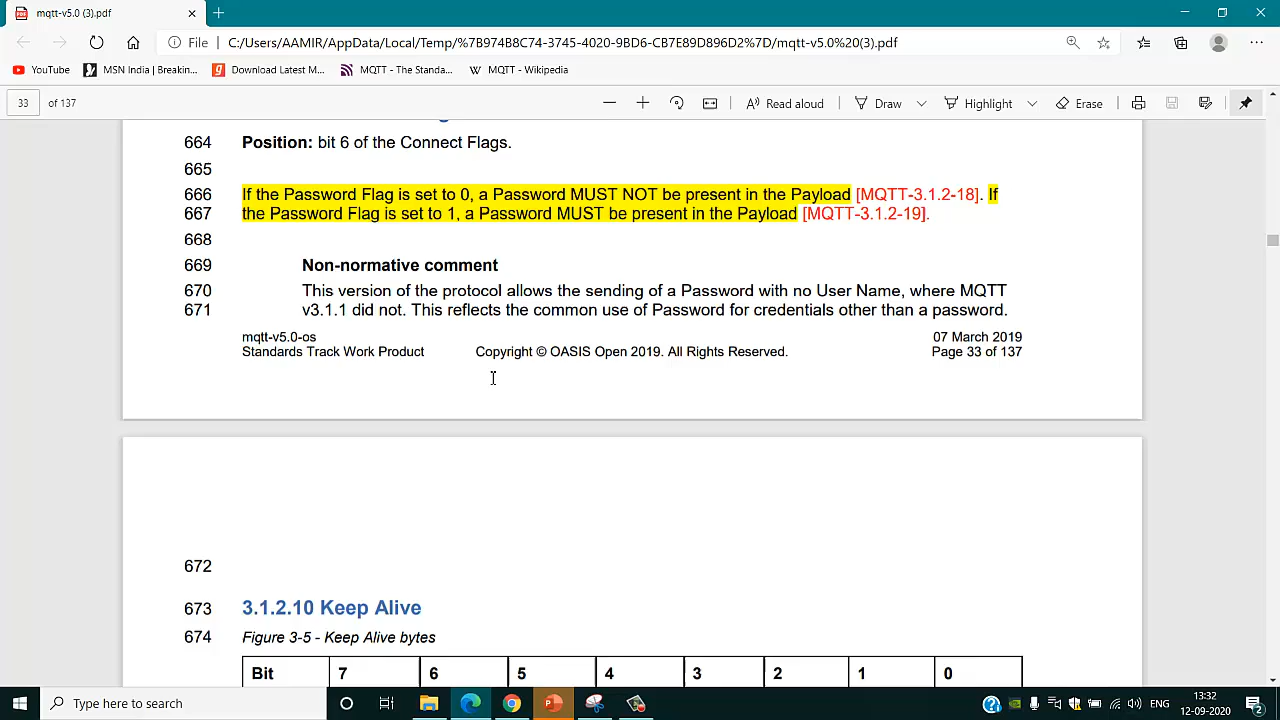 mqtt-v5.0 (3).pdf
File
C:/Users/AAMIR/AppData/Local/Temp/%7B974B8C74-3745-4020-9BD6-CB7E89D896D2%7D/mqtt-v5.0%20(3).pdf
YouTube MSN India | Breakin... Download Latest M... MQTT - The Standa... MQTT - Wikipedia
33 of 137 Read aloud Draw Highlight Erase
664 Position: bit 6 of the Connect Flags.
665
666 If the Password Flag is set to 0, a Password MUST NOT be present in the Payload [MQTT-3.1.2-18]. If
667 the Password Flag is set to 1, a Password MUST be present in the Payload [MQTT-3.1.2-19].
668
669 Non-normative comment
670 This version of the protocol allows the sending of a Password with no User Name, where MQTT
671 v3.1.1 did not. This reflects the common use of Password for credentials other than a password.
mqtt-v5.0-os 07 March 2019
Standards Track Work Product Copyright © OASIS Open 2019. All Rights Reserved. Page 33 of 137
672
673 3.1.2.10 Keep Alive
674 Figure 3-5 - Keep Alive bytes
Bit 7 6 5 4 3 2 1 0
Type here to search
ENG
13:32
12-09-2020
2